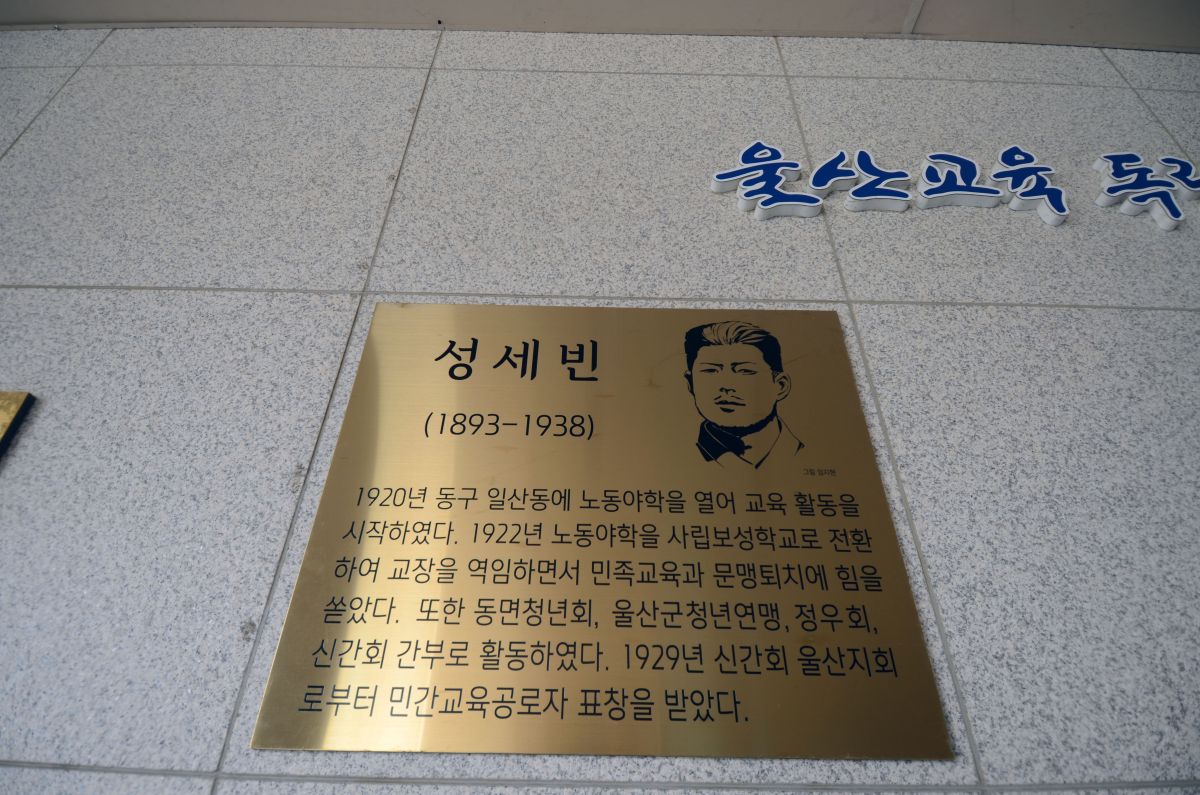 울산교육 독
성세빈
(1893-1938)
그림 임지현
1920년 동구 일산동에 노동야학을 열어 교육 활동을
시작하였다. 1922년 노동야학을 사립보성학교로 전환
하여 교장을 역임하면서 민족교육과 문맹퇴치에 힘을
쏟았다. 또한 동면청년회, 울산군청년연맹, 정우회,
신간회 간부로 활동하였다. 1929년 신간회 울산지회
로부터 민간교육공로자 표창을 받았다.